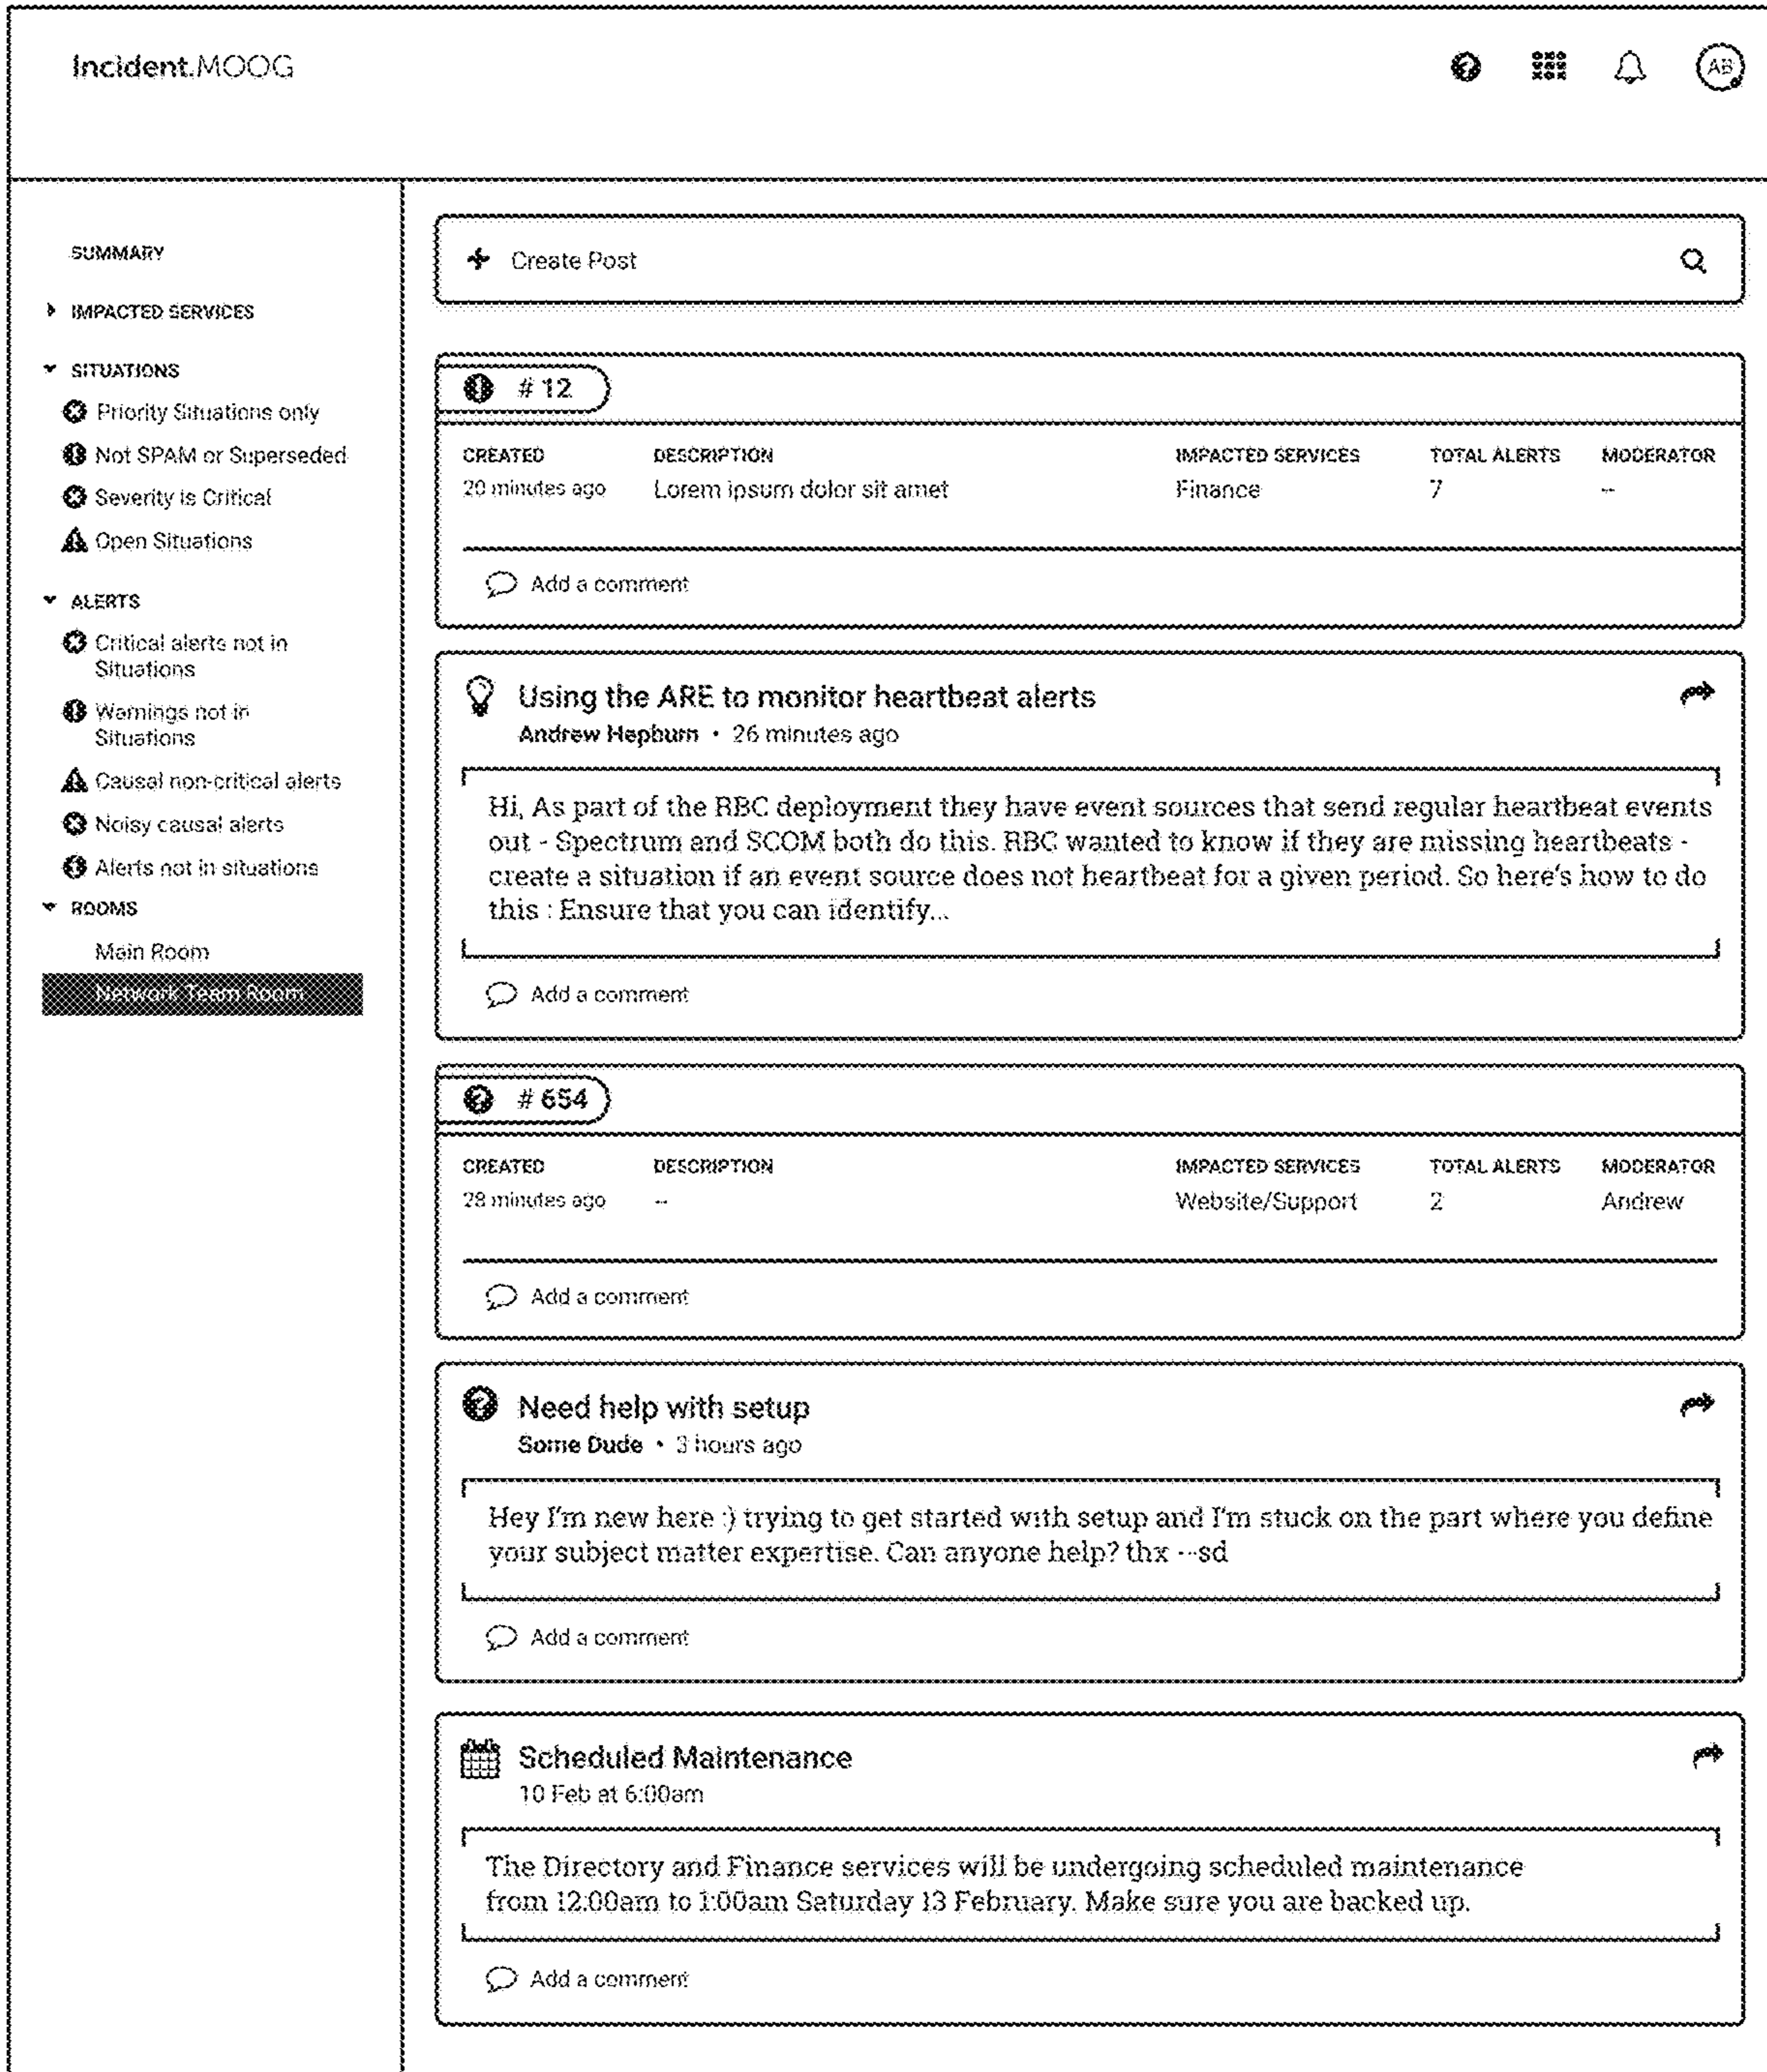 Incident.MOOG
AB
SUMMARY
IMPACTED SERVICES
SITUATIONS
Priority Situations only
Not SPAM or Superseded
Severity is Critical
Open Situations
ALERTS
Critical alerts not in
Situations
Warnings not in
Situations
Causal non-critical alerts
Noisy causal alerts
Alerts not in situations
ROOMS
Main Room
Network Team Room
Create Post
# 12
CREATED DESCRIPTION IMPACTED SERVICES TOTAL ALERTS MODERATOR
20 minutes ago Lorem ipsum dolor sit amet Finance 7 --
Add a comment
Using the ARE to monitor heartbeat alerts
Andrew Hepburn • 26 minutes ago
Hi, As part of the RBC deployment they have event sources that send regular heartbeat events
out - Spectrum and SCOM both do this. RBC wanted to know if they are missing heartbeats -
create a situation if an event source does not heartbeat for a given period. So here's how to do
this : Ensure that you can identify...
Add a comment
# 654
CREATED DESCRIPTION IMPACTED SERVICES TOTAL ALERTS MODERATOR
28 minutes ago -- Website/Support 2 Andrew
Add a comment
Need help with setup
Some Dude • 3 hours ago
Hey I'm new here :) trying to get started with setup and I'm stuck on the part where you define
your subject matter expertise. Can anyone help? thx --sd
Add a comment
Scheduled Maintenance
10 Feb at 6:00am
The Directory and Finance services will be undergoing scheduled maintenance
from 12:00am to 1:00am Saturday 13 February. Make sure you are backed up.
Add a comment